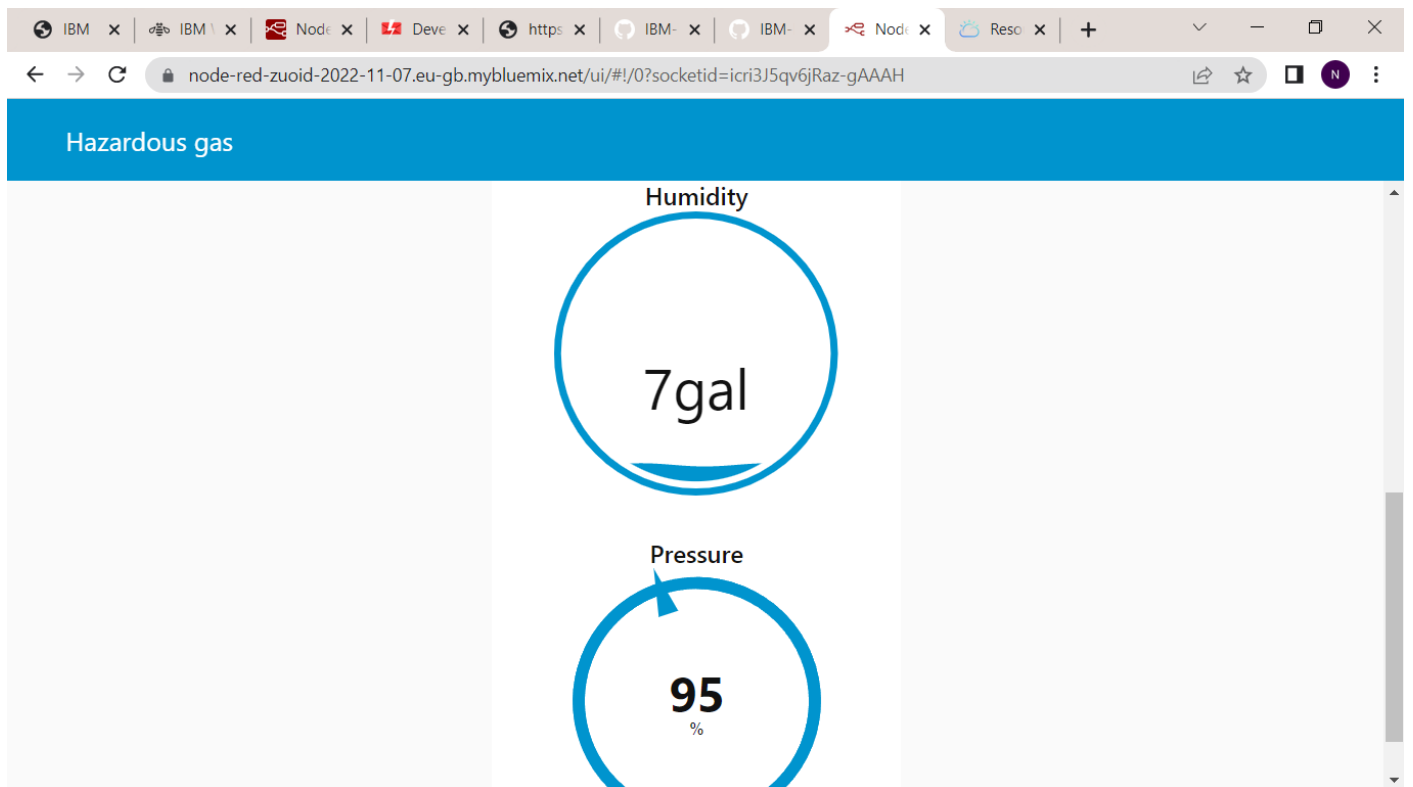 IBM
IBM \
Node
Deve
https
IBM-
IBM-
Node
Reso
node-red-zuoid-2022-11-07.eu-gb.mybluemix.net/ui/#!/0?socketid=icri3J5qv6jRaz-gAAAH
N
Hazardous gas
Humidity
7gal
Pressure
95
%